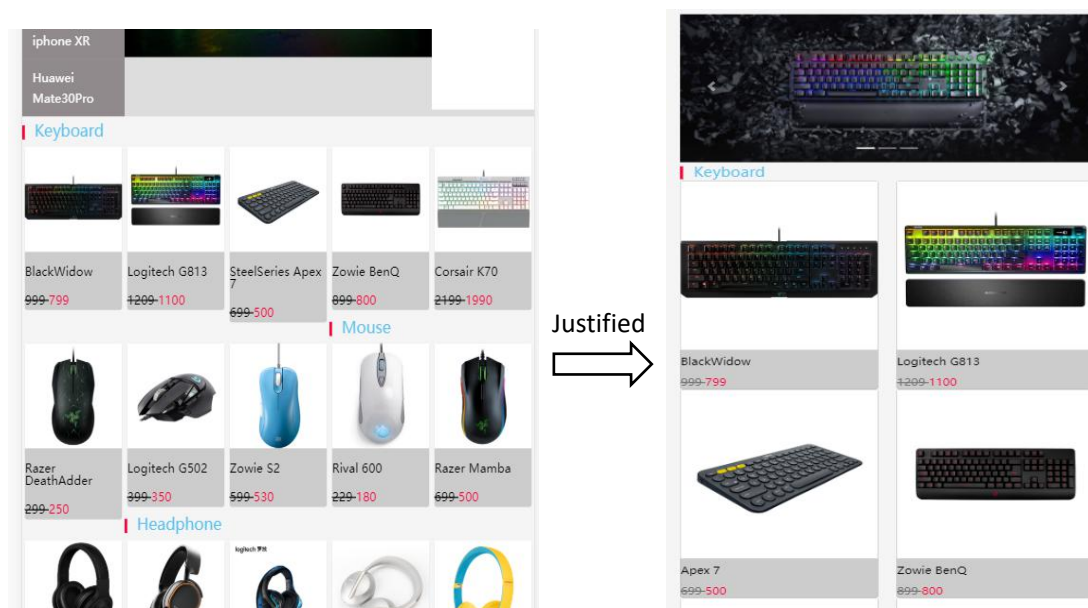 iphone XR
Huawei
Mate30Pro
Keyboard
BlackWidow
999-799
Logitech G813
1209-1100
SteelSeries Apex
7
699-500
Zowie BenQ
899-800
Corsair K70
2199-1990
Mouse
Razer
DeathAdder
299-250
Logitech G502
399-350
Zowie S2
599-530
Rival 600
229-180
Razer Mamba
699-500
Headphone
logitech 罗技
Justified
Keyboard
BlackWidow
999-799
Logitech G813
1209-1100
Apex 7
699-500
Zowie BenQ
899-800